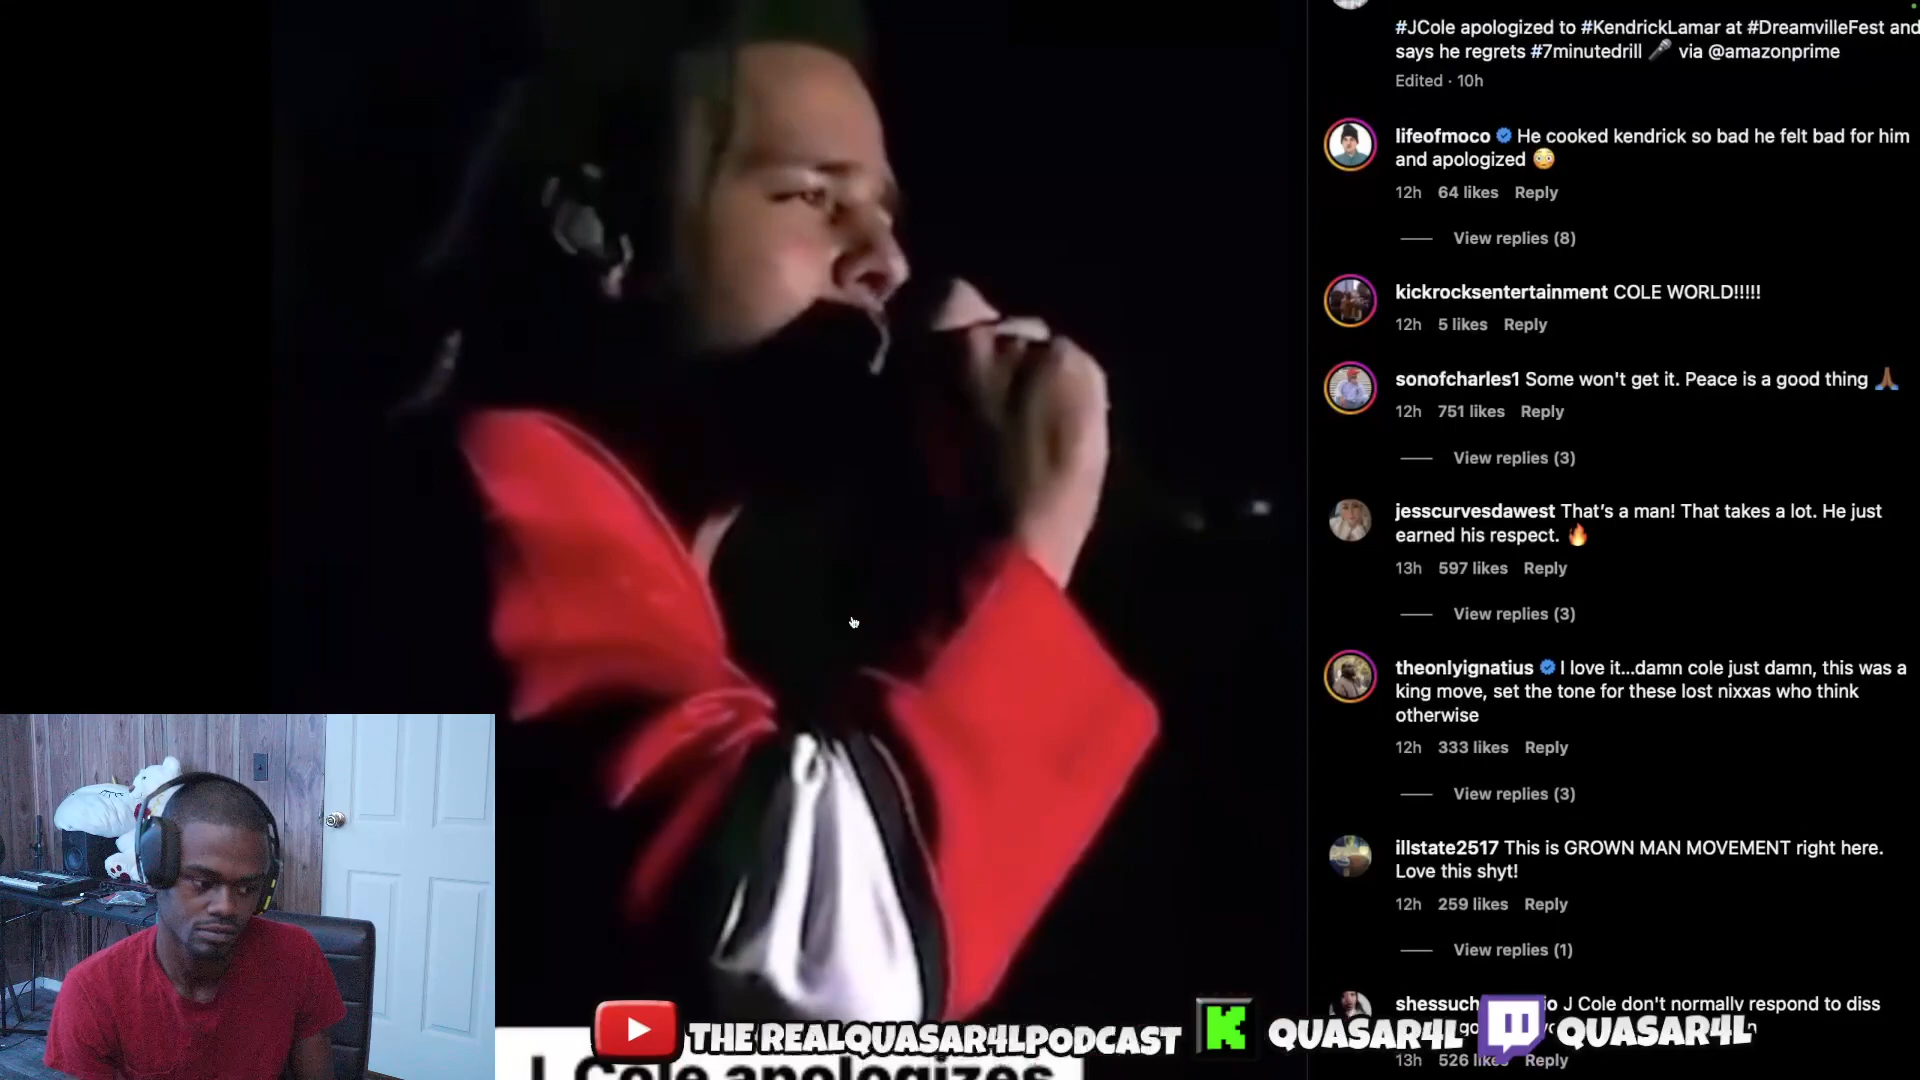 #JCole apologized to #KendrickLamar at #DreamvilleFest and
says he regrets #7minutedrill 🎤 via @amazonprime
Edited · 10h
lifeofmoco He cooked kendrick so bad he felt bad for him
and apologized 😳
12h 64 likes Reply
View replies (8)
kickrocksentertainment COLE WORLD!!!!!
12h 5 likes Reply
sonofcharles1 Some won't get it. Peace is a good thing 🙏🏾
12h 751 likes Reply
View replies (3)
jesscurvesdawest That's a man! That takes a lot. He just
earned his respect. 🔥
13h 597 likes Reply
View replies (3)
theonlyignatius I love it...damn cole just damn, this was a
king move, set the tone for these lost nixxas who think
otherwise
12h 333 likes Reply
View replies (3)
illstate2517 This is GROWN MAN MOVEMENT right here.
Love this shyt!
12h 259 likes Reply
View replies (1)
J Cole don't normally respond to diss
13h 526 likes Reply
THE REALQUASAR4LPODCAST
K QUASAR4L
QUASAR4L
J. Cole apologizes